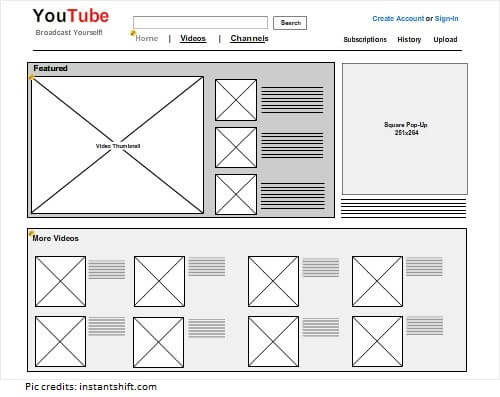 YouTube
Broadcast Yourself!
Search
Create Account or Sign-In
Home | Videos | Channels
Subscriptions History Upload
Featured
Video Thumbnail
Square Pop-Up
251x264
More Videos
Pic credits: instantshift.com